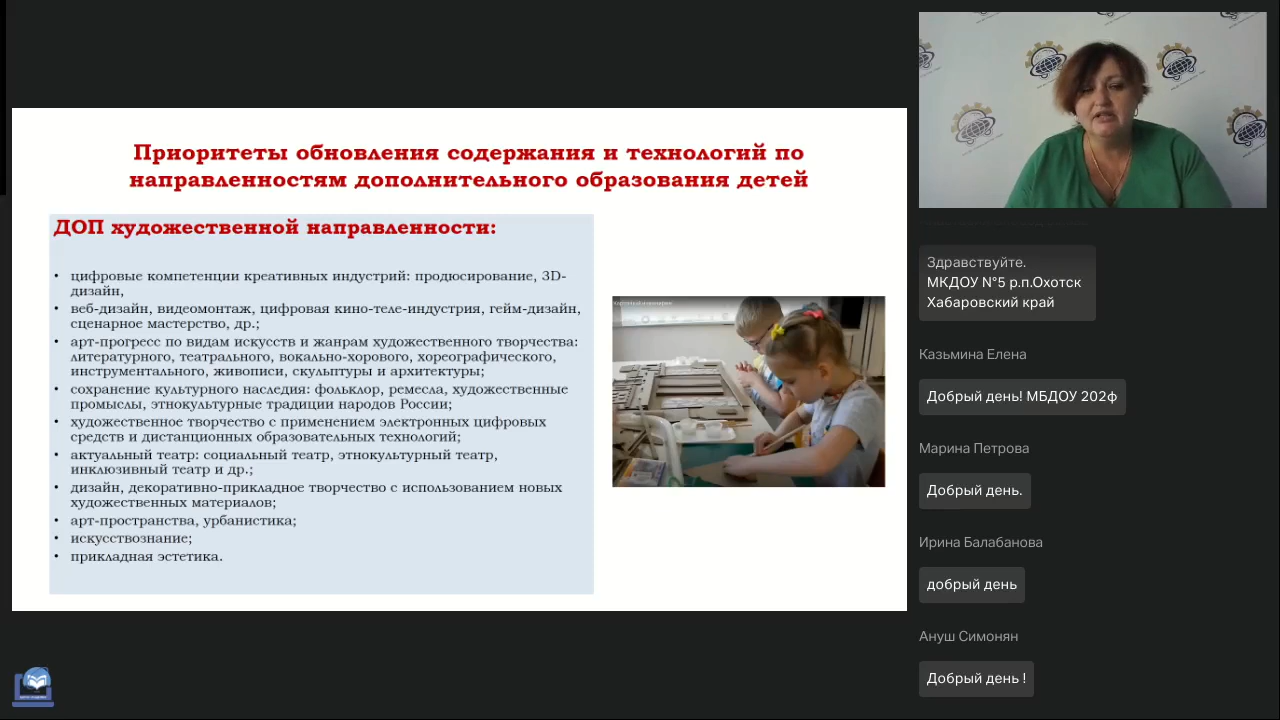 Приоритеты обновления содержания и технологий по
направленностям дополнительного образования детей
ДОП художественной направленности:
• цифровые компетенции креативных индустрий: продюсирование, 3D-
дизайн,
• веб-дизайн, видеомонтаж, цифровая кино-теле-индустрия, гейм-дизайн,
сценарное мастерство, др.;
• арт-прогресс по видам искусств и жанрам художественного творчества:
литературного, театрального, вокально-хорового, хореографического,
инструментального, живописи, скульптуры и архитектуры;
• сохранение культурного наследия: фольклор, ремесла, художественные
промыслы, этнокультурные традиции народов России;
• художественное творчество с применением электронных цифровых
средств и дистанционных образовательных технологий;
• актуальный театр: социальный театр, этнокультурный театр,
инклюзивный театр и др.;
• дизайн, декоративно-прикладное творчество с использованием новых
художественных материалов;
• арт-пространства, урбанистика;
• искусствознание;
• прикладная эстетика.
Здравствуйте.
МКДОУ №5 р.п.Охотск
Хабаровский край
Казьмина Елена
Добрый день! МБДОУ 202ф
Марина Петрова
Добрый день.
Ирина Балабанова
добрый день
Ануш Симонян
Добрый день !